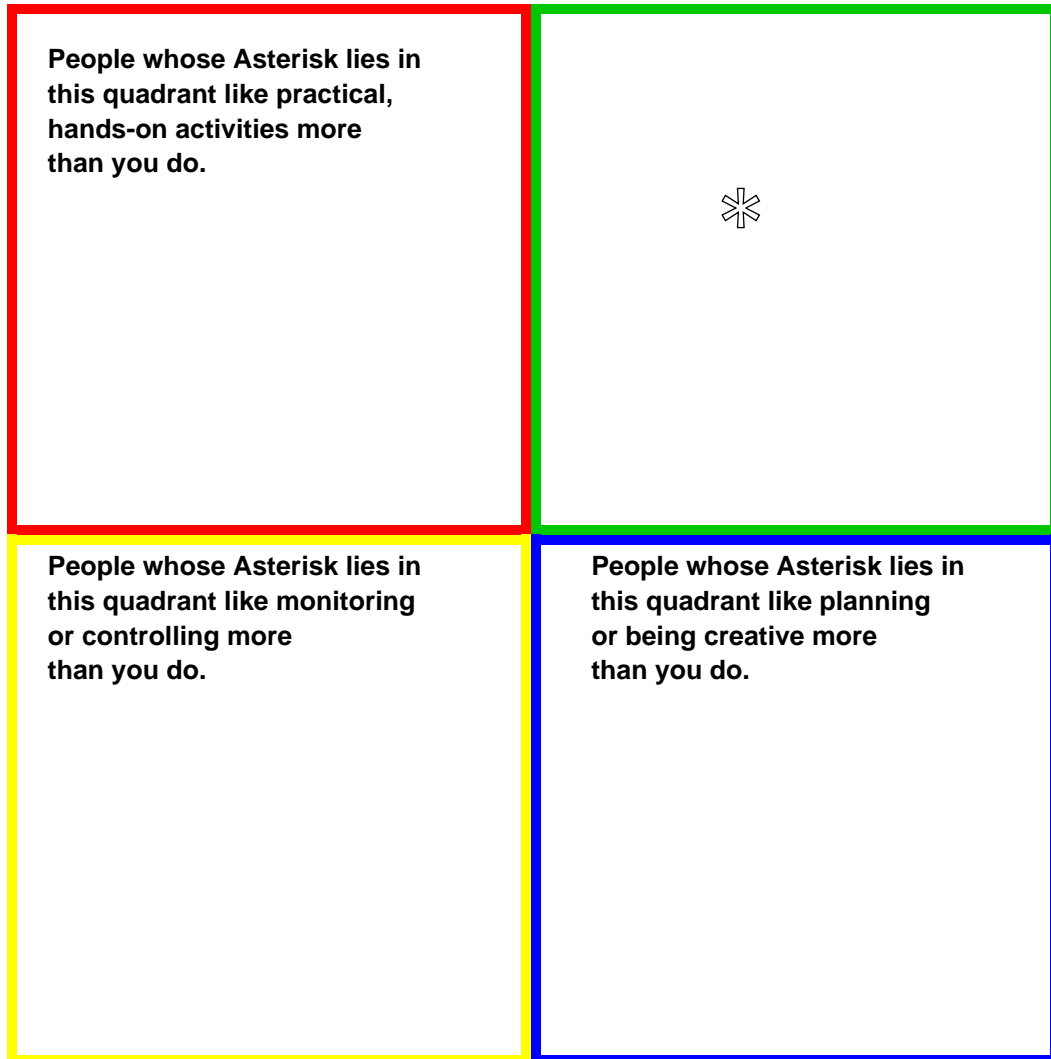 People whose Asterisk lies in
this quadrant like practical,
hands-on activities more
than you do.
*
People whose Asterisk lies in
this quadrant like monitoring
or controlling more
than you do.
People whose Asterisk lies in
this quadrant like planning
or being creative more
than you do.